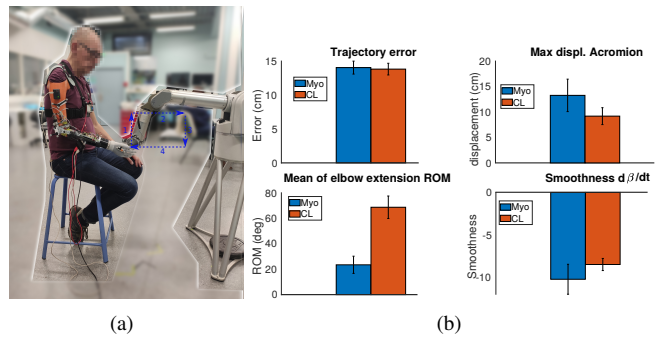 Trajectory error
Error (cm)
15
10
5
0
Myo
CL
Max displ. Acromion
displacement (cm)
20
15
10
5
0
Myo
CL
Mean of elbow extension ROM
ROM (deg)
80
60
40
20
0
Myo
CL
Smoothness dβ/dt
Smoothness
0
-5
-10
Myo
CL
4
(a)
(b)